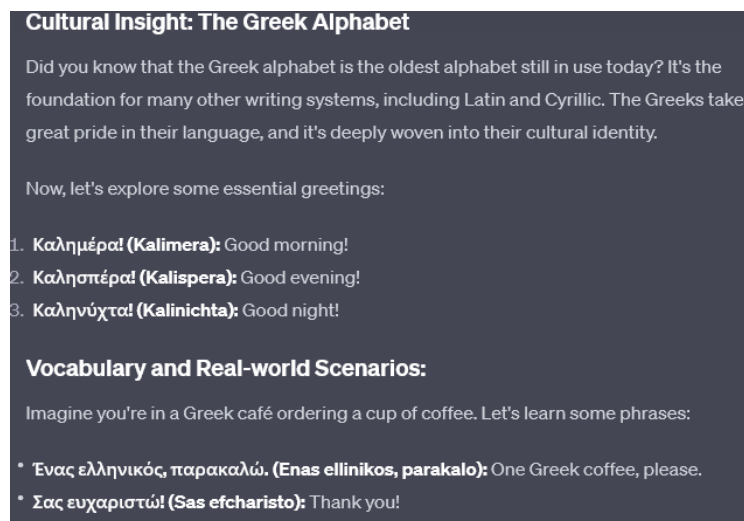 Cultural Insight: The Greek Alphabet
Did you know that the Greek alphabet is the oldest alphabet still in use today? It's the
foundation for many other writing systems, including Latin and Cyrillic. The Greeks take
great pride in their language, and it's deeply woven into their cultural identity.
Now, let's explore some essential greetings:
1. Καλημέρα! (Kalimera): Good morning!
2. Καλησπέρα! (Kalispera): Good evening!
3. Καληνύχτα! (Kalinichta): Good night!
Vocabulary and Real-world Scenarios:
Imagine you're in a Greek café ordering a cup of coffee. Let's learn some phrases:
• Ένας ελληνικός, παρακαλώ. (Enas ellinikos, parakalo): One Greek coffee, please.
• Σας ευχαριστώ! (Sas efcharisto): Thank you!